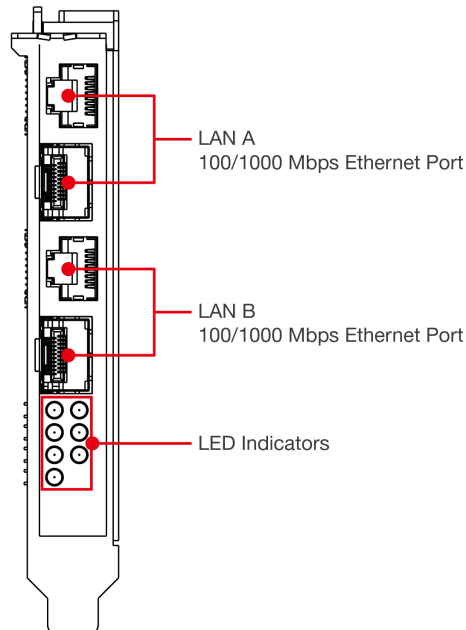 LAN A
100/1000 Mbps Ethernet Port
LAN B
100/1000 Mbps Ethernet Port
LED Indicators